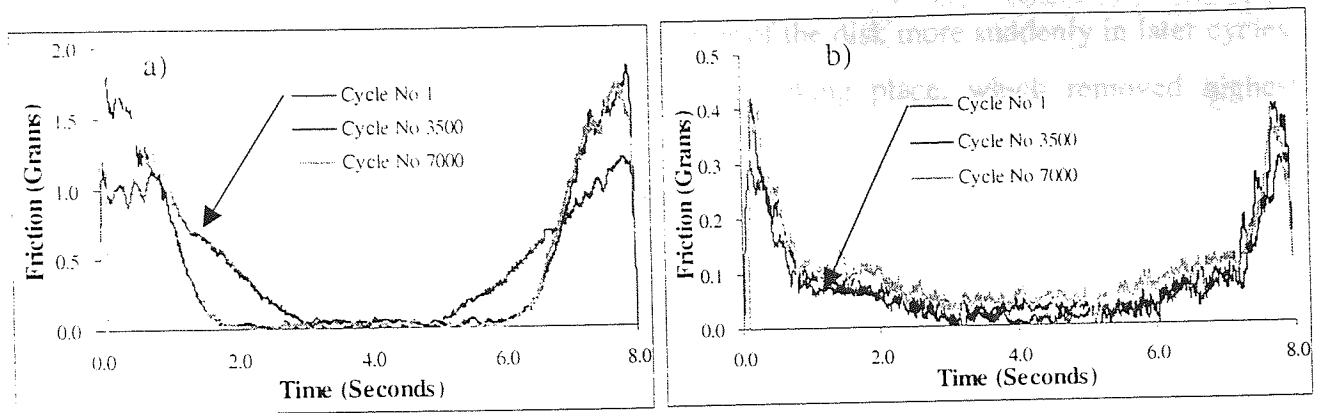 of the disk more suddenly in later cycles
place, which removed highest
a)
Cycle No 1
Cycle No 3500
Cycle No 7000
Friction (Grams)
2.0
1.5
1.0
0.5
0.0
0.0 2.0 4.0 6.0 8.0
Time (Seconds)
b)
Cycle No 1
Cycle No 3500
Cycle No 7000
Friction (Grams)
0.5
0.4
0.3
0.2
0.1
0.0
0.0 2.0 4.0 6.0 8.0
Time (Seconds)